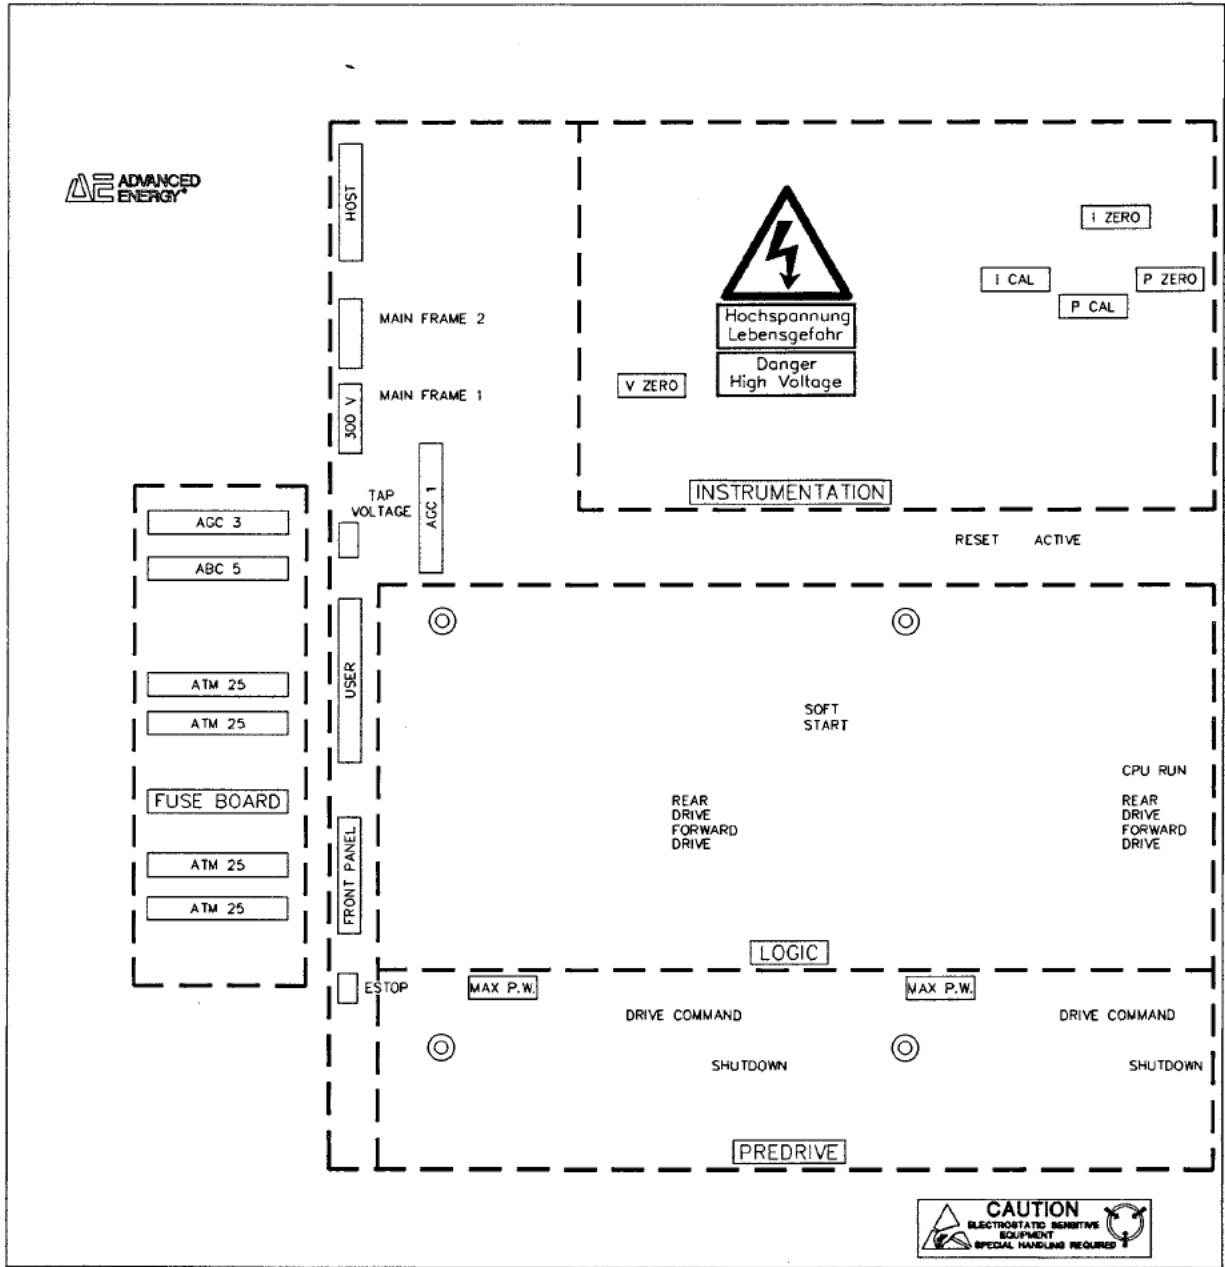 ADVANCED
ENERGY
HOST
MAIN FRAME 2
MAIN FRAME 1
300 V
TAP
VOLTAGE
AGC 1
I ZERO
I CAL
P ZERO
P CAL
Hochspannung
Lebensgefahr
Danger
High Voltage
V ZERO
INSTRUMENTATION
RESET ACTIVE
AGC 3
ABC 5
ATM 25
ATM 25
FUSE BOARD
ATM 25
ATM 25
USER
FRONT PANEL
ESTOP
SOFT
START
CPU RUN
REAR
DRIVE
FORWARD
DRIVE
REAR
DRIVE
FORWARD
DRIVE
LOGIC
MAX P.W.
MAX P.W.
DRIVE COMMAND
DRIVE COMMAND
SHUTDOWN
SHUTDOWN
PREDRIVE
CAUTION
ELECTROSTATIC SENSITIVE
EQUIPMENT
SPECIAL HANDLING REQUIRED